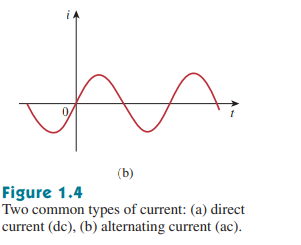 i
0
t
(b)
Figure 1.4
Two common types of current: (a) direct
current (dc), (b) alternating current (ac).